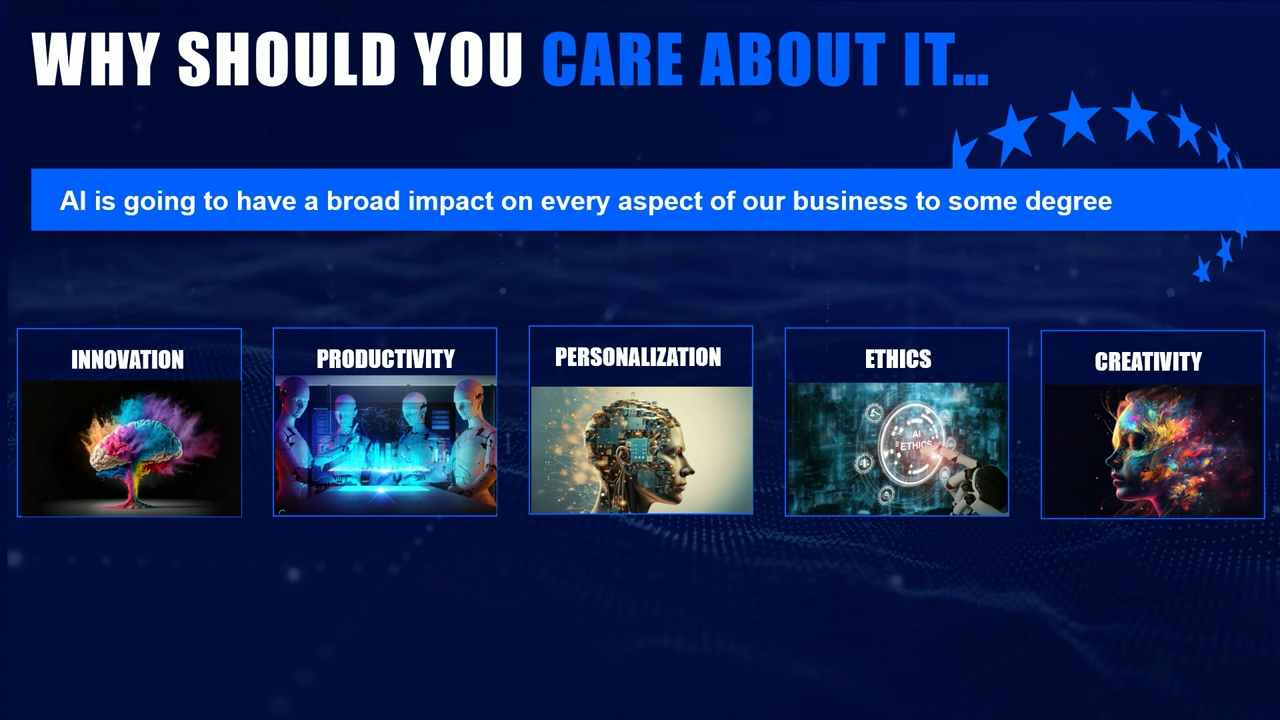 WHY SHOULD YOU CARE ABOUT IT...
AI is going to have a broad impact on every aspect of our business to some degree
INNOVATION
PRODUCTIVITY
PERSONALIZATION
ETHICS
CREATIVITY
AI
ETHICS